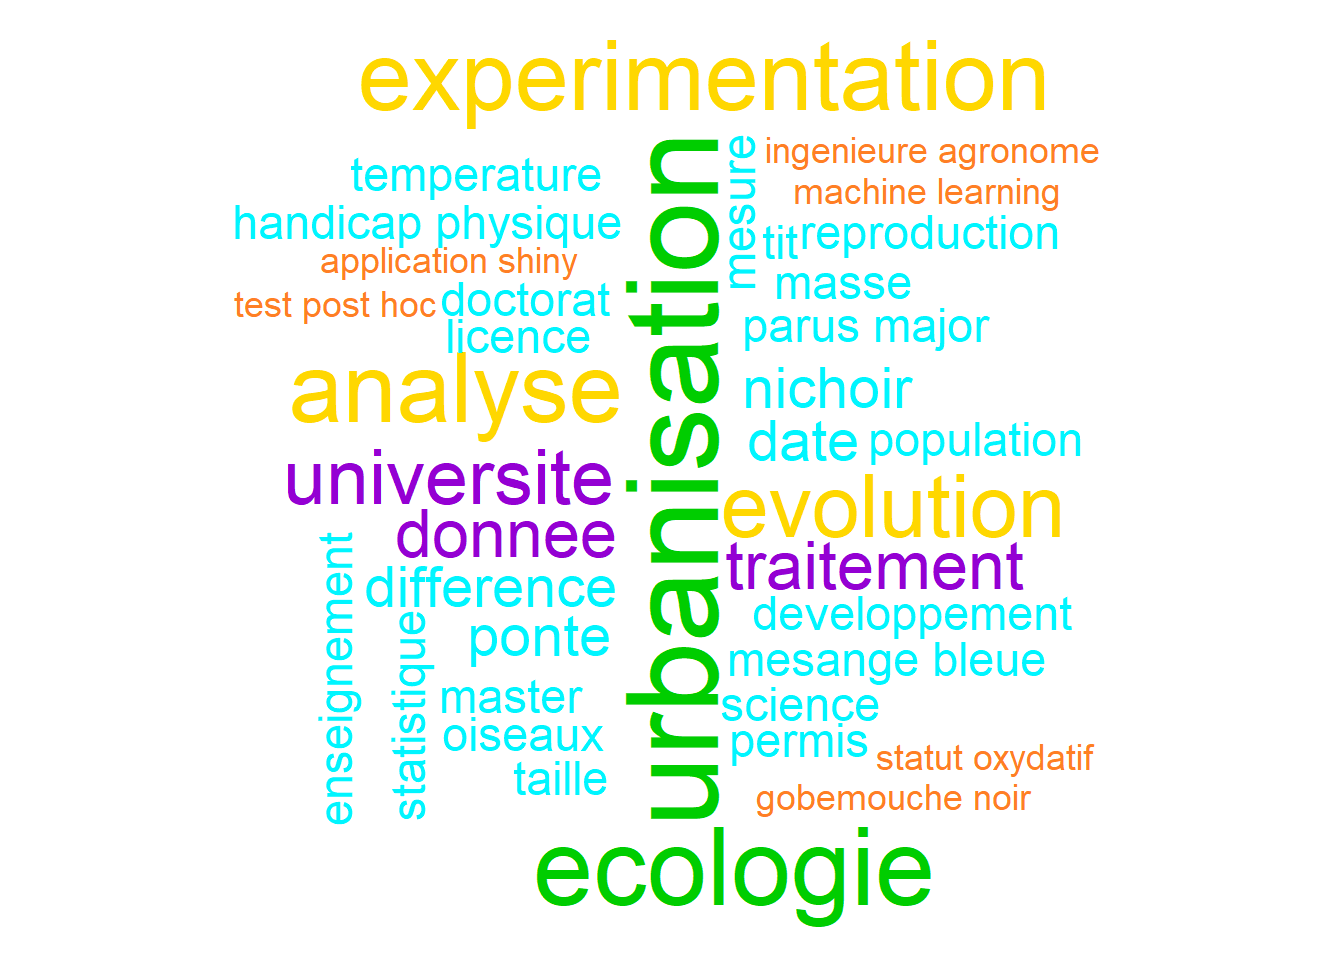 experimentation
temperature
handicap physique
application shiny
test post hoc
doctorat
licence
analyse
universite
donnee
difference
ponte
enseignement
statistique
master
oiseaux
taille
urbanisation
mesure
ingenieure agronome
machine learning
tit
reproduction
masse
parus major
nichoir
date
population
evolution
traitement
developpement
mesange bleue
science
permis
statut oxydatif
gobemouche noir
ecologie